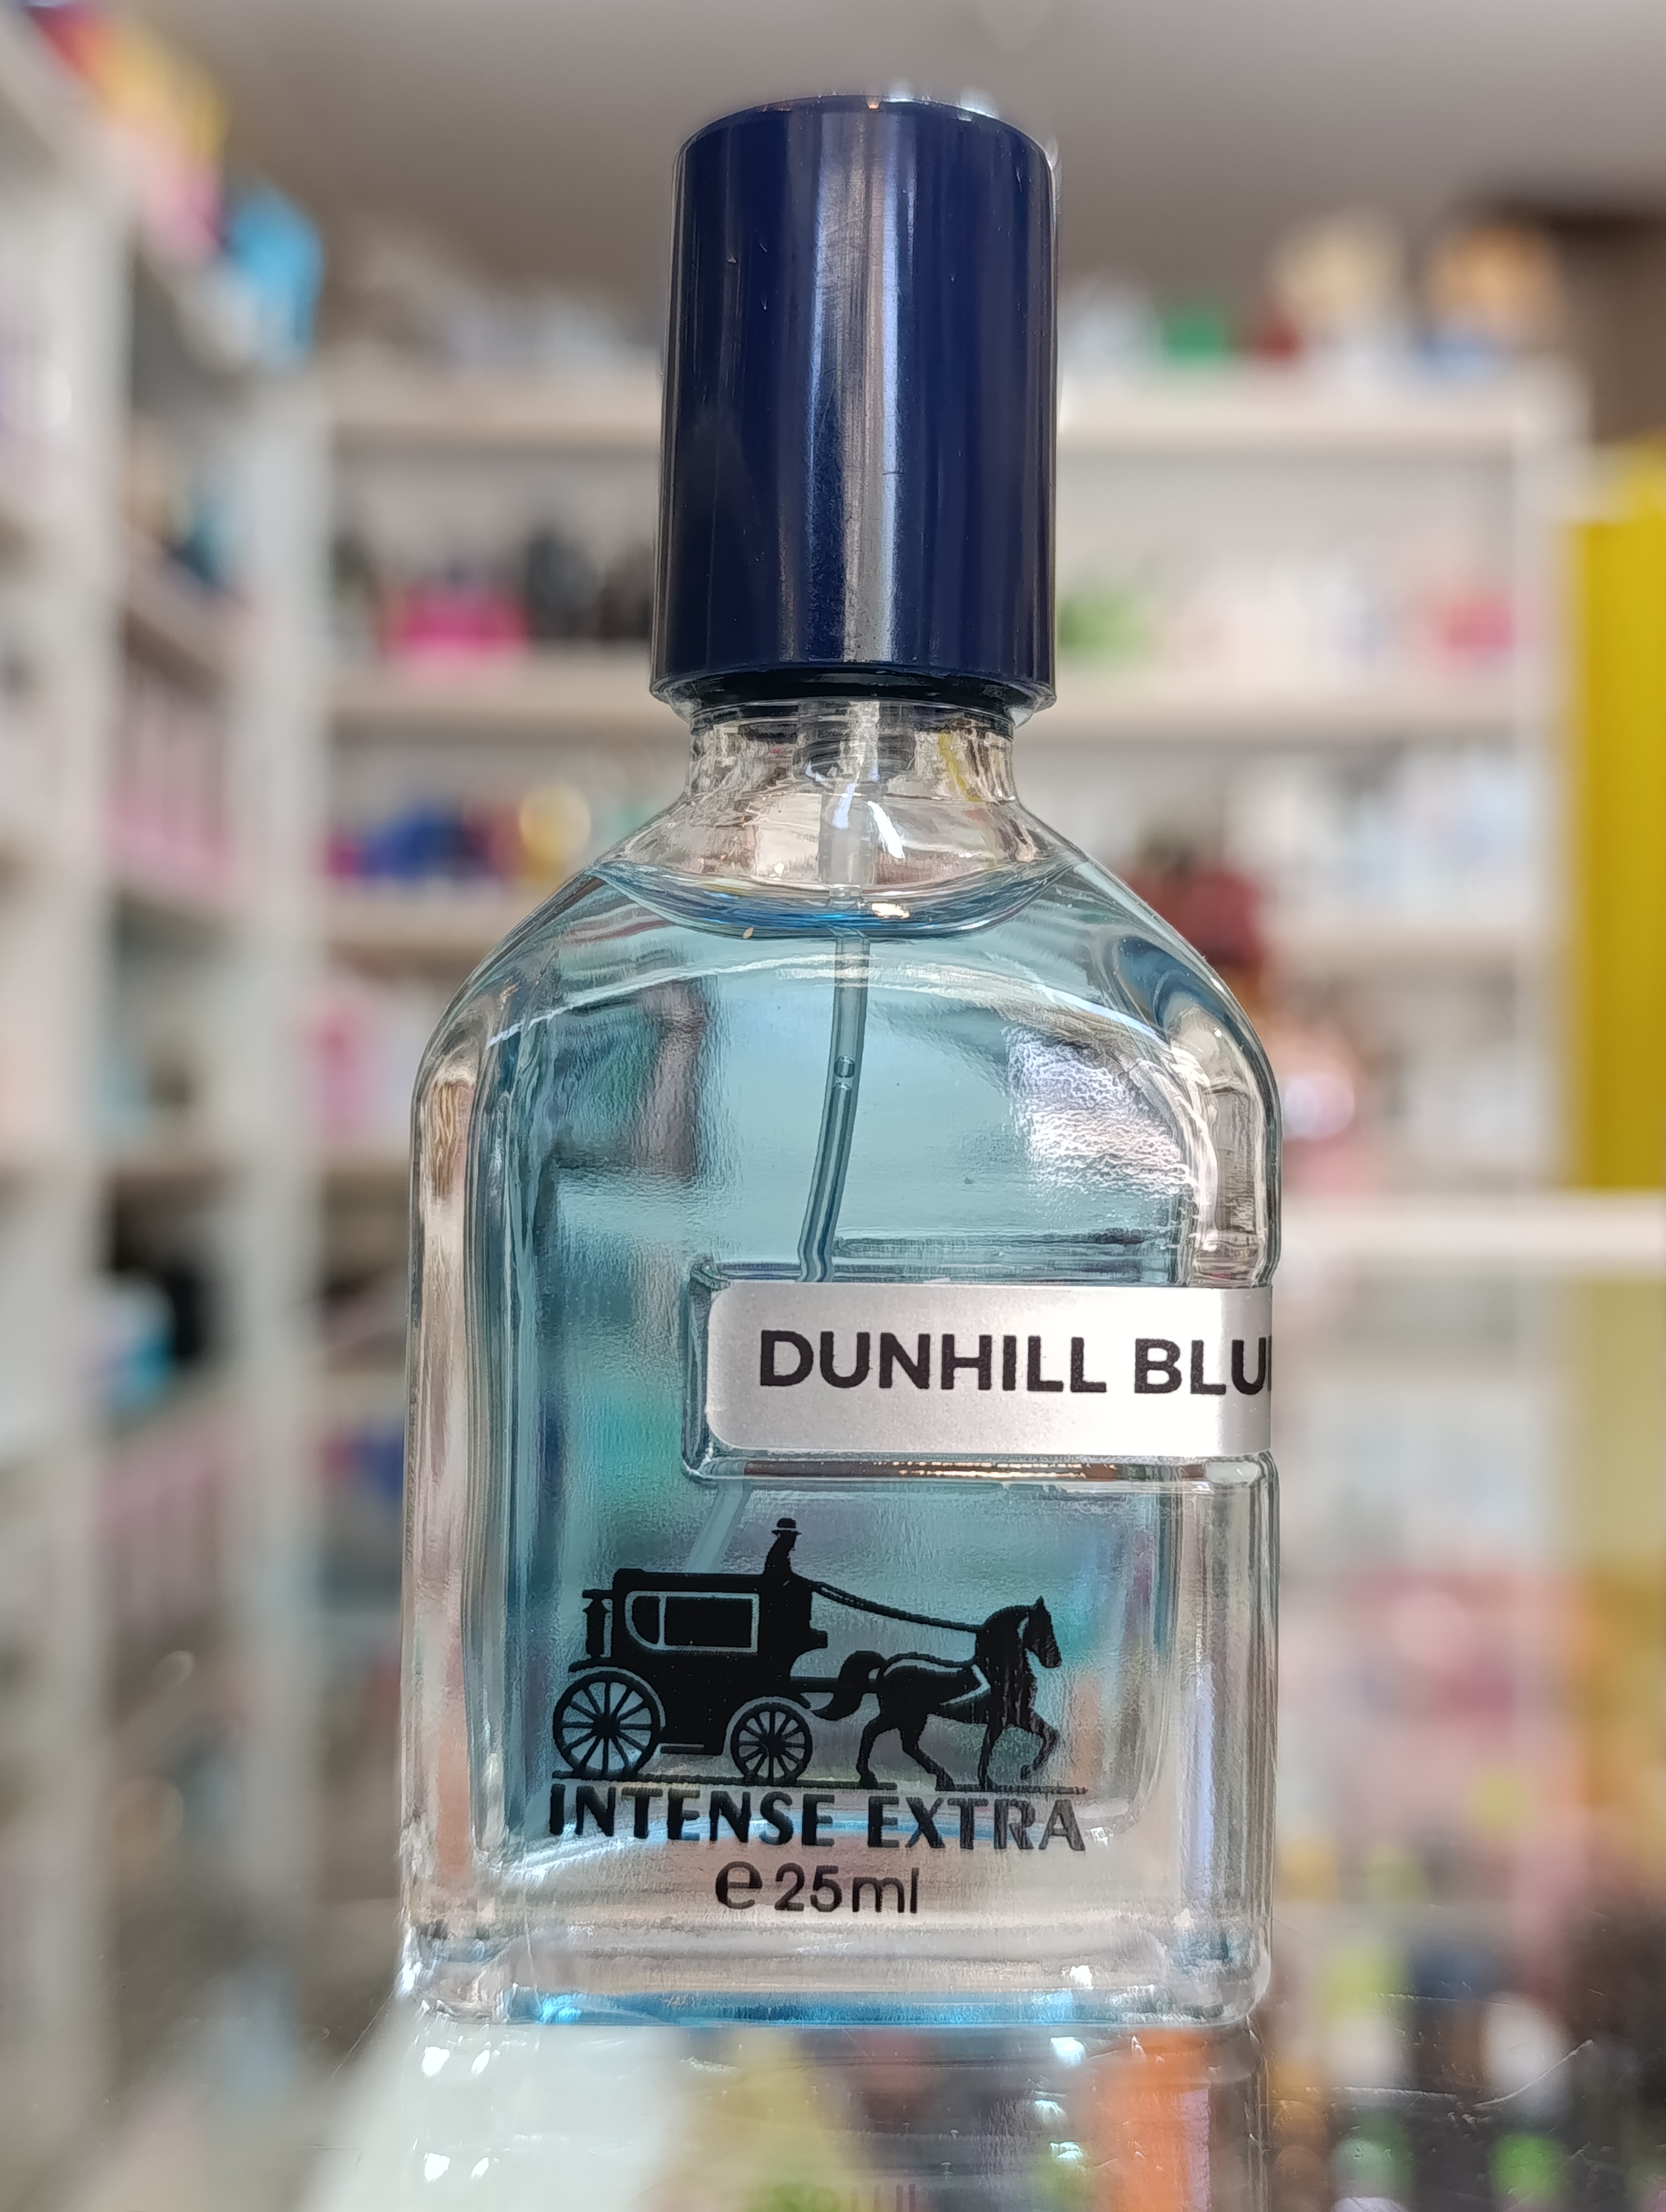 DUNHILL BLU
INTENSE EXTRA
℮25ml